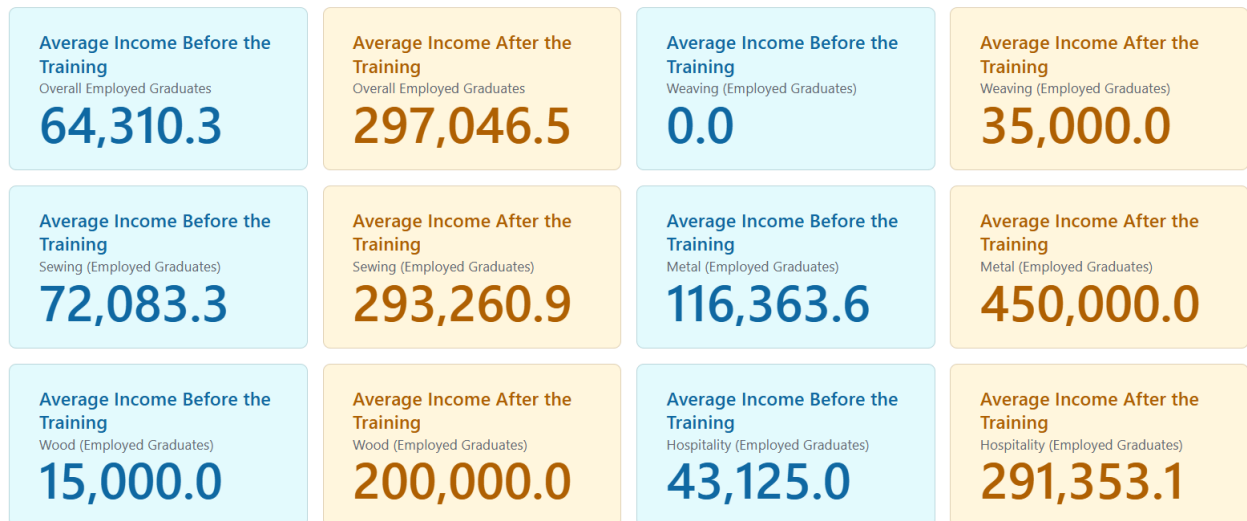 Average Income Before the
Training
Overall Employed Graduates
64,310.3
Average Income After the
Training
Overall Employed Graduates
297,046.5
Average Income Before the
Training
Weaving (Employed Graduates)
0.0
Average Income After the
Training
Weaving (Employed Graduates)
35,000.0
Average Income Before the
Training
Sewing (Employed Graduates)
72,083.3
Average Income After the
Training
Sewing (Employed Graduates)
293,260.9
Average Income Before the
Training
Metal (Employed Graduates)
116,363.6
Average Income After the
Training
Metal (Employed Graduates)
450,000.0
Average Income Before the
Training
Wood (Employed Graduates)
15,000.0
Average Income After the
Training
Wood (Employed Graduates)
200,000.0
Average Income Before the
Training
Hospitality (Employed Graduates)
43,125.0
Average Income After the
Training
Hospitality (Employed Graduates)
291,353.1